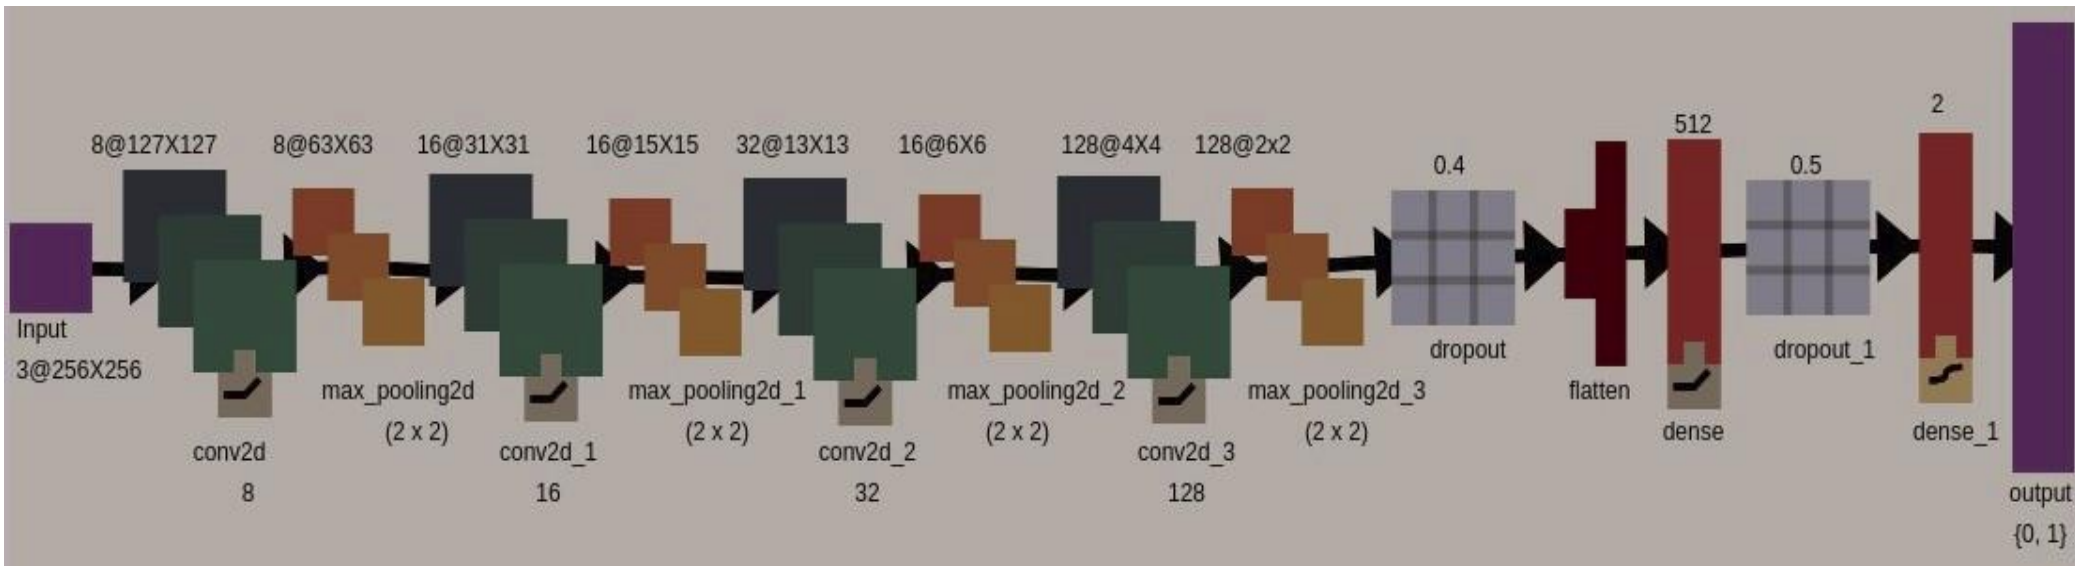 8@127X127
8@63X63
16@31X31
16@15X15
32@13X13
16@6X6
128@4X4
128@2x2
0.4
512
0.5
2
Input
3@256X256
conv2d
8
max_pooling2d
(2 x 2)
conv2d_1
16
max_pooling2d_1
(2 x 2)
conv2d_2
32
max_pooling2d_2
(2 x 2)
conv2d_3
128
max_pooling2d_3
(2 x 2)
dropout
flatten
dense
dropout_1
dense_1
output
{0, 1}